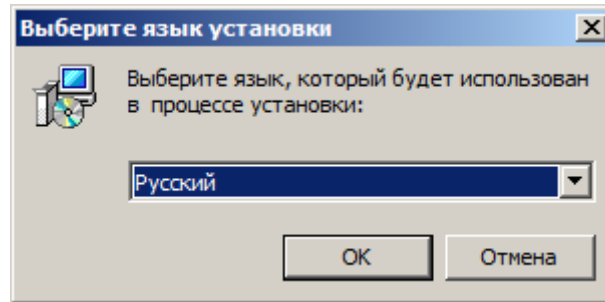 Выберите язык установки
Выберите язык, который будет использован
в процессе установки:
Русский
OK
Отмена